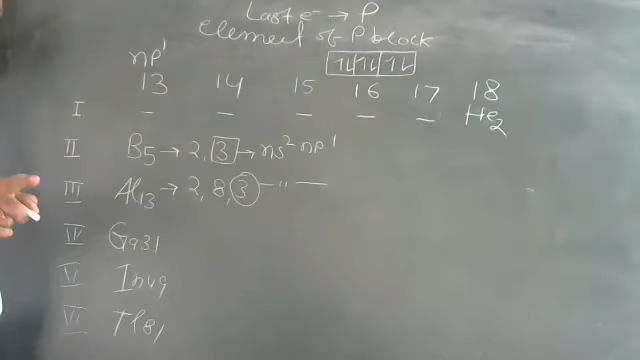 Last e⁻ → P
Element of P block
np¹
1L 1L 1L
13 14 15 16 17 18
I – – – – – He₂
II B₅ → 2, 3 → ns² np¹
III Al₁₃ → 2, 8, 3 – " —
IV Ga31
V In49
VI Tl81